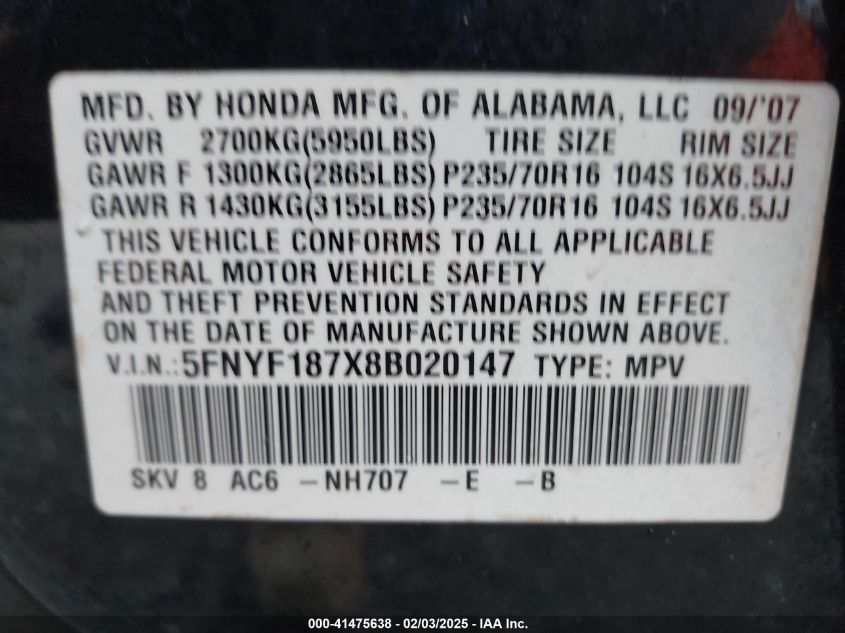 MFD. BY HONDA MFG. OF ALABAMA, LLC 09/'07
GVWR 2700KG(5950LBS) TIRE SIZE RIM SIZE
GAWR F 1300KG(2865LBS) P235/70R16 104S 16X6.5JJ
GAWR R 1430KG(3155LBS) P235/70R16 104S 16X6.5JJ
THIS VEHICLE CONFORMS TO ALL APPLICABLE
FEDERAL MOTOR VEHICLE SAFETY
AND THEFT PREVENTION STANDARDS IN EFFECT
ON THE DATE OF MANUFACTURE SHOWN ABOVE.
V.I.N.:5FNYF187X8B020147 TYPE: MPV
SKV 8 AC6 -NH707 -E -B
000-41475638 - 02/03/2025 - IAA Inc.